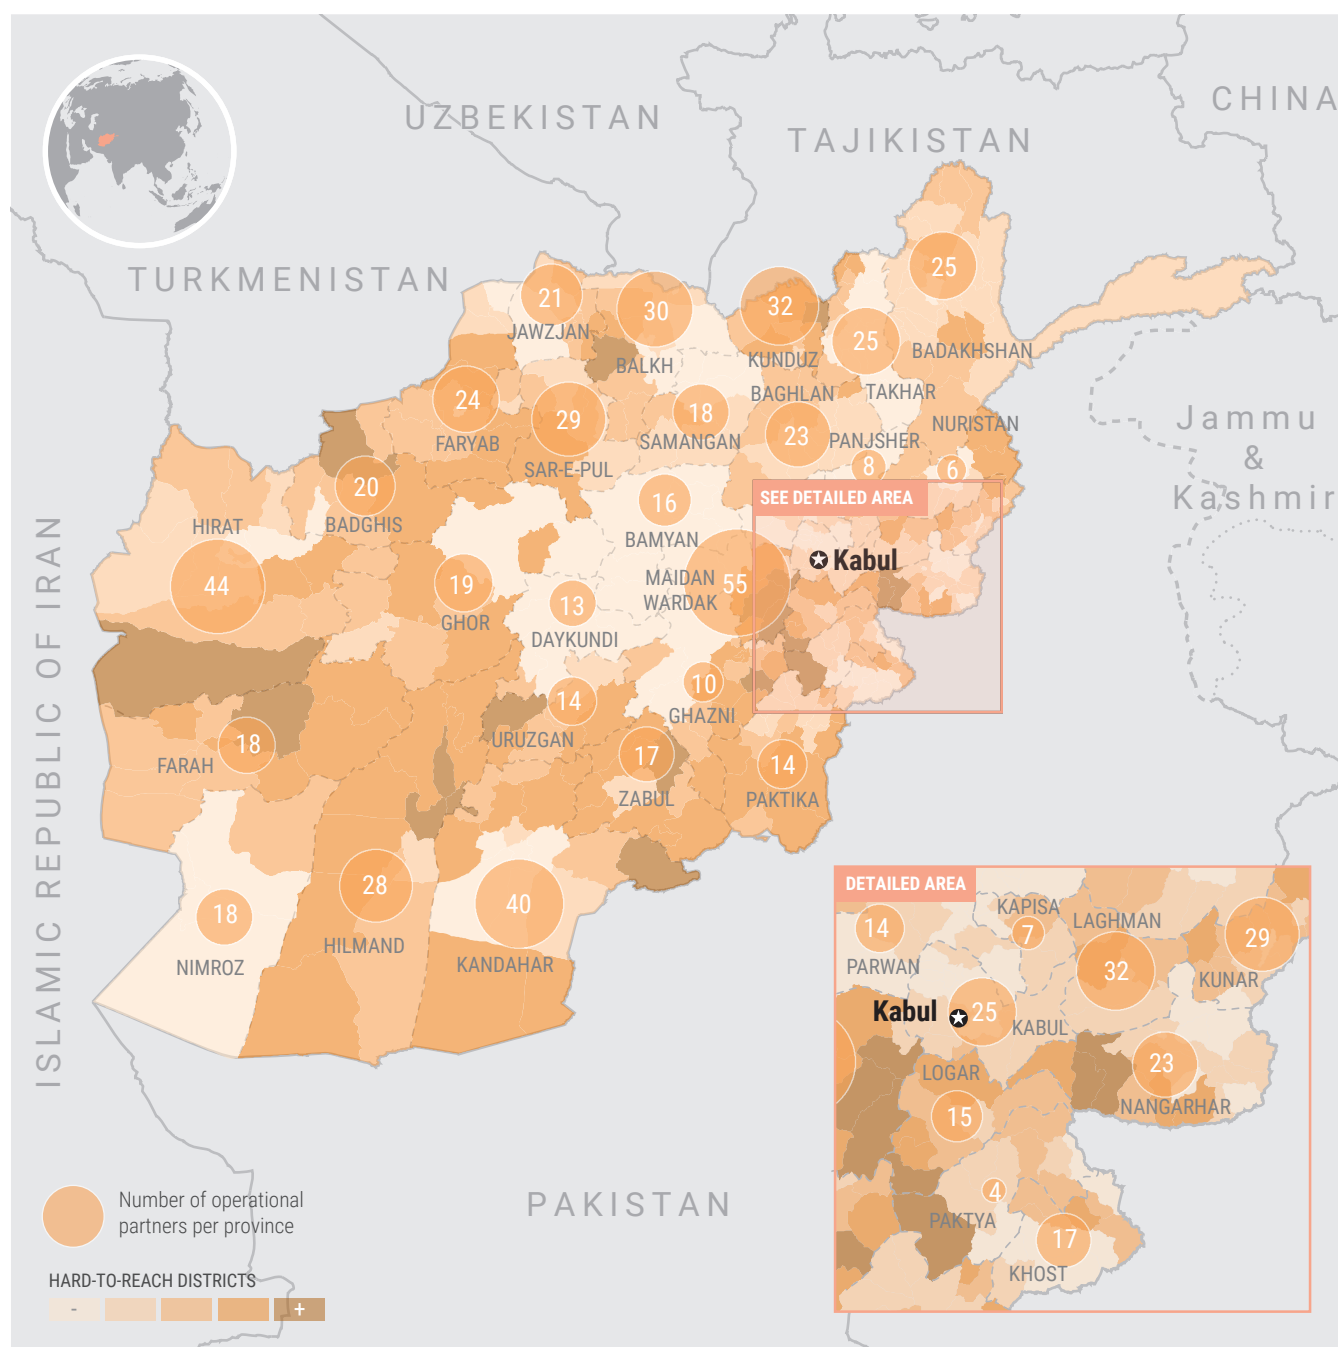 UZBEKISTAN
CHINA
TAJIKISTAN
TURKMENISTAN
25
21
JAWZJAN
30
BALKH
32
KUNDUZ
25
TAKHAR
BADAKHSHAN
24
FARYAB
29
SAR-E-PUL
18
SAMANGAN
BAGHLAN
23
PANJSHER
8
NURISTAN
6
Jammu
&
Kashmir
20
BADGHIS
16
BAMYAN
SEE DETAILED AREA
Kabul
HIRAT
44
19
GHOR
13
DAYKUNDI
MAIDAN
WARDAK
55
ISLAMIC REPUBLIC OF IRAN
14
URUZGAN
10
GHAZNI
18
FARAH
17
ZABUL
14
PAKTIKA
18
NIMROZ
28
HILMAND
40
KANDAHAR
DETAILED AREA
14
PARWAN
KAPISA
7
LAGHMAN
32
29
KUNAR
Kabul
25
KABUL
LOGAR
15
23
NANGARHAR
4
PAKTYA
17
KHOST
PAKISTAN
Number of operational
partners per province
HARD-TO-REACH DISTRICTS
- +